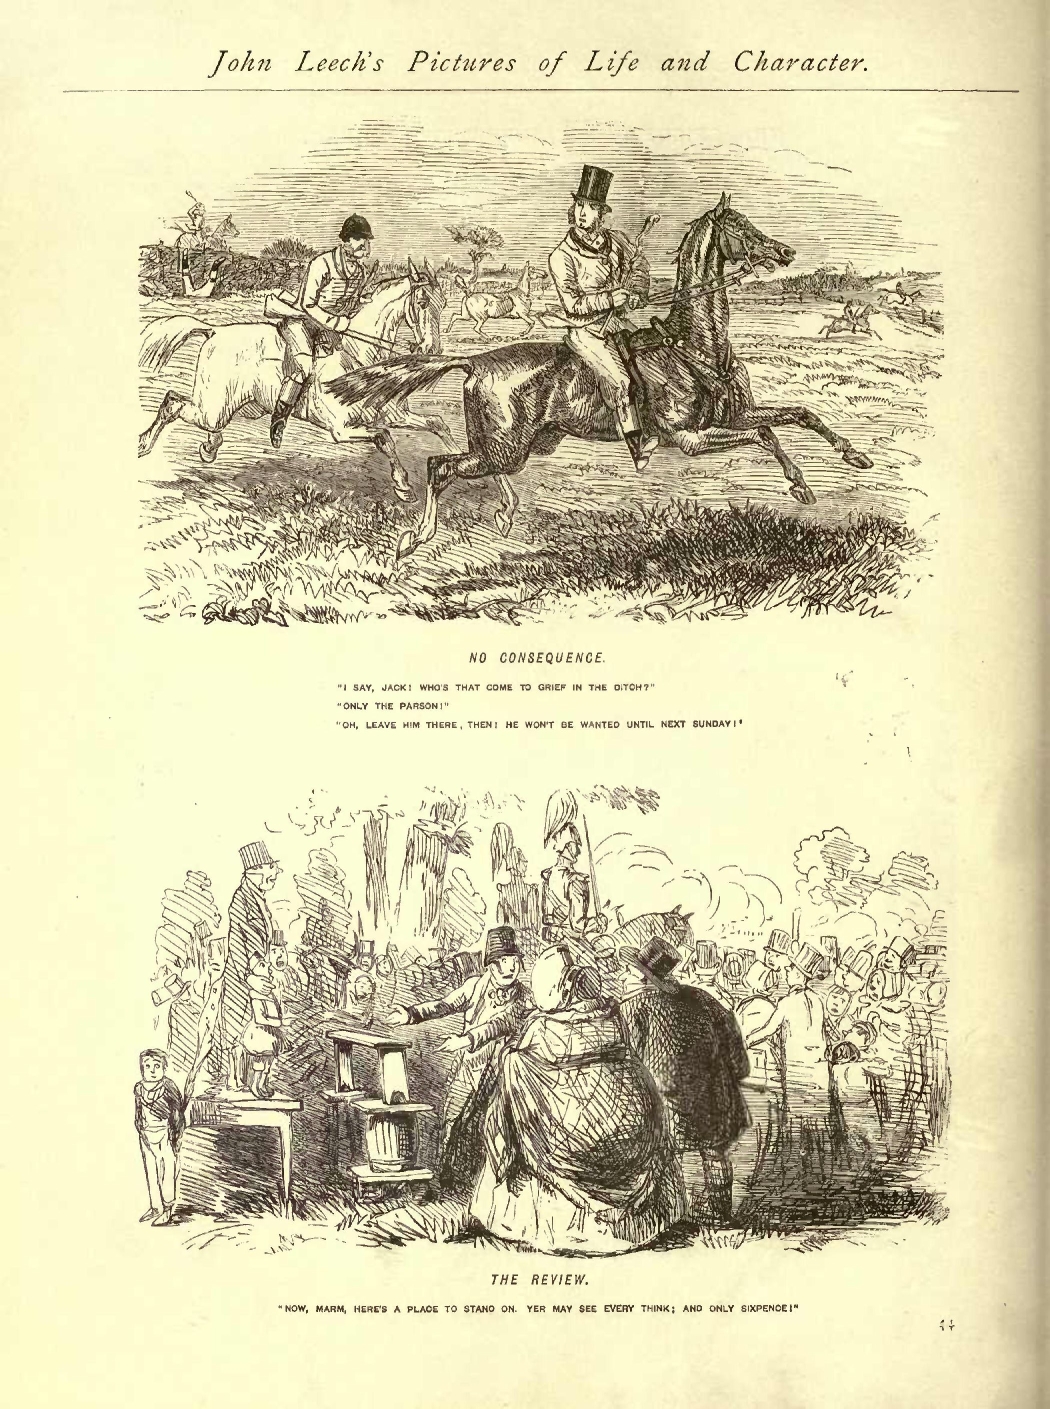 John Leech's Pictures of Life and Character.
NO CONSEQUENCE.
"I SAY, JACK! WHO'S THAT COME TO GRIEF IN THE DITCH?"
"ONLY THE PARSON!"
"OH, LEAVE HIM THERE, THEN! HE WON'T BE WANTED UNTIL NEXT SUNDAY!"
THE REVIEW.
"NOW, MARM, HERE'S A PLACE TO STAND ON. YER MAY SEE EVERY THINK; AND ONLY SIXPENCE!"